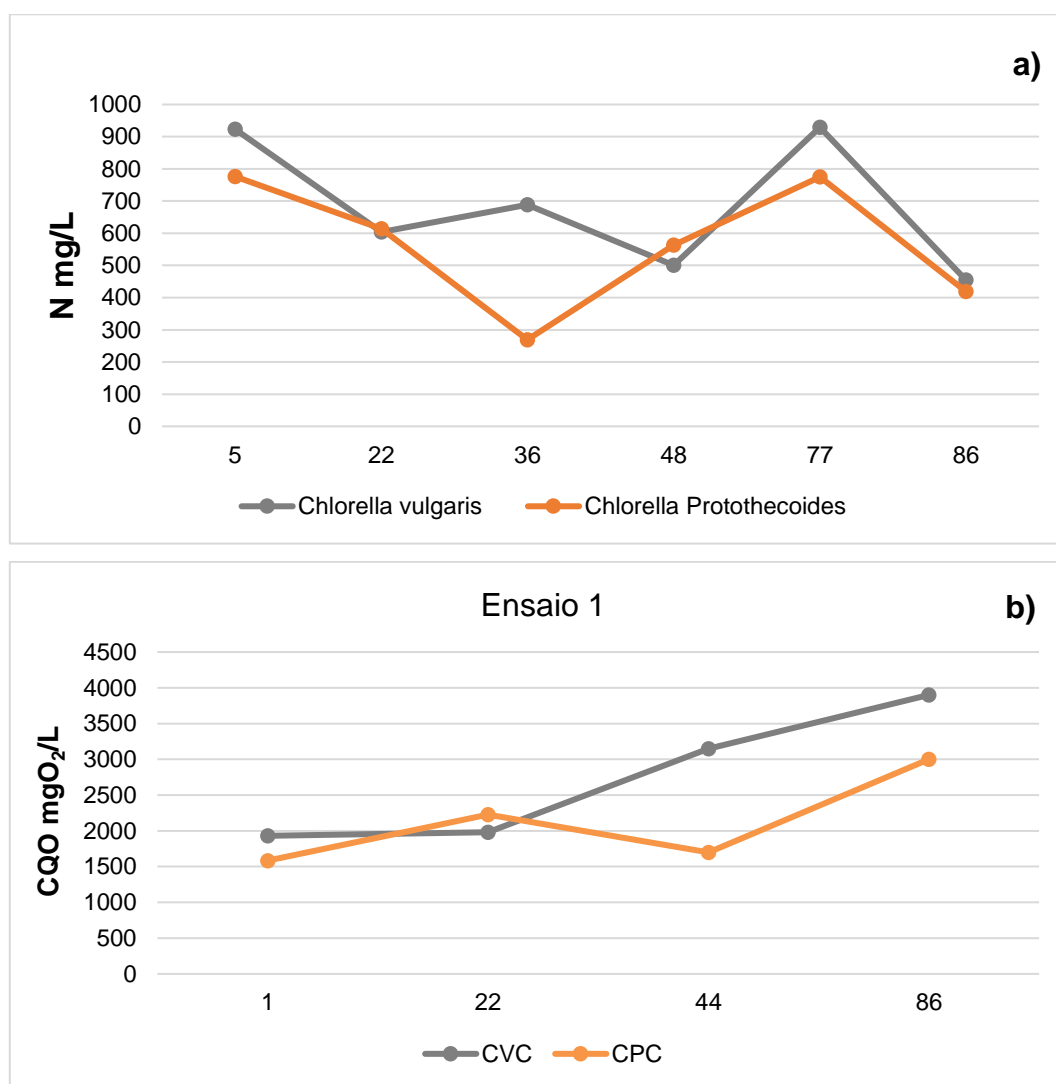 a)
1000
900
800
700
600
500
400
300
200
100
0
N mg/L
5 22 36 48 77 86
Chlorella vulgaris Chlorella Protothecoides
Ensaio 1
b)
4500
4000
3500
3000
2500
2000
1500
1000
500
0
CQO mgO₂/L
1 22 44 86
CVC CPC